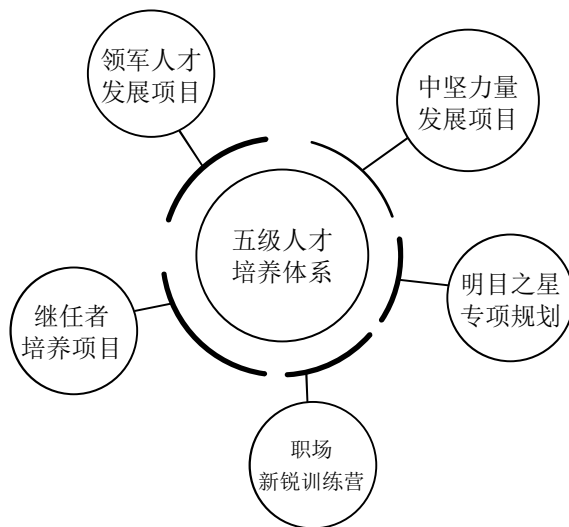 领军人才
发展项目
中坚力量
发展项目
五级人才
培养体系
明目之星
专项规划
继任者
培养项目
职场
新锐训练营